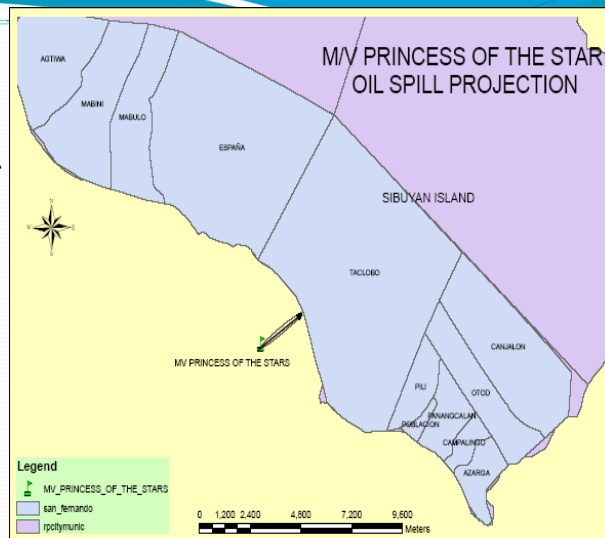 M/V PRINCESS OF THE STAR
OIL SPILL PROJECTION
AGTIWA
MABINI
MABULO
ESPAÑA
SIBUYAN ISLAND
N
W E
S
TACLOBO
CANJALON
MV PRINCESS OF THE STARS
PILI
OTOD
PANANGCALAN
POBLACION
CAMPALINGO
AZARGA
Legend
MV_PRINCESS_OF_THE_STARS
san_fernando
rpcitymunic
0 1,200 2,400 4,800 7,200 9,600
Meters